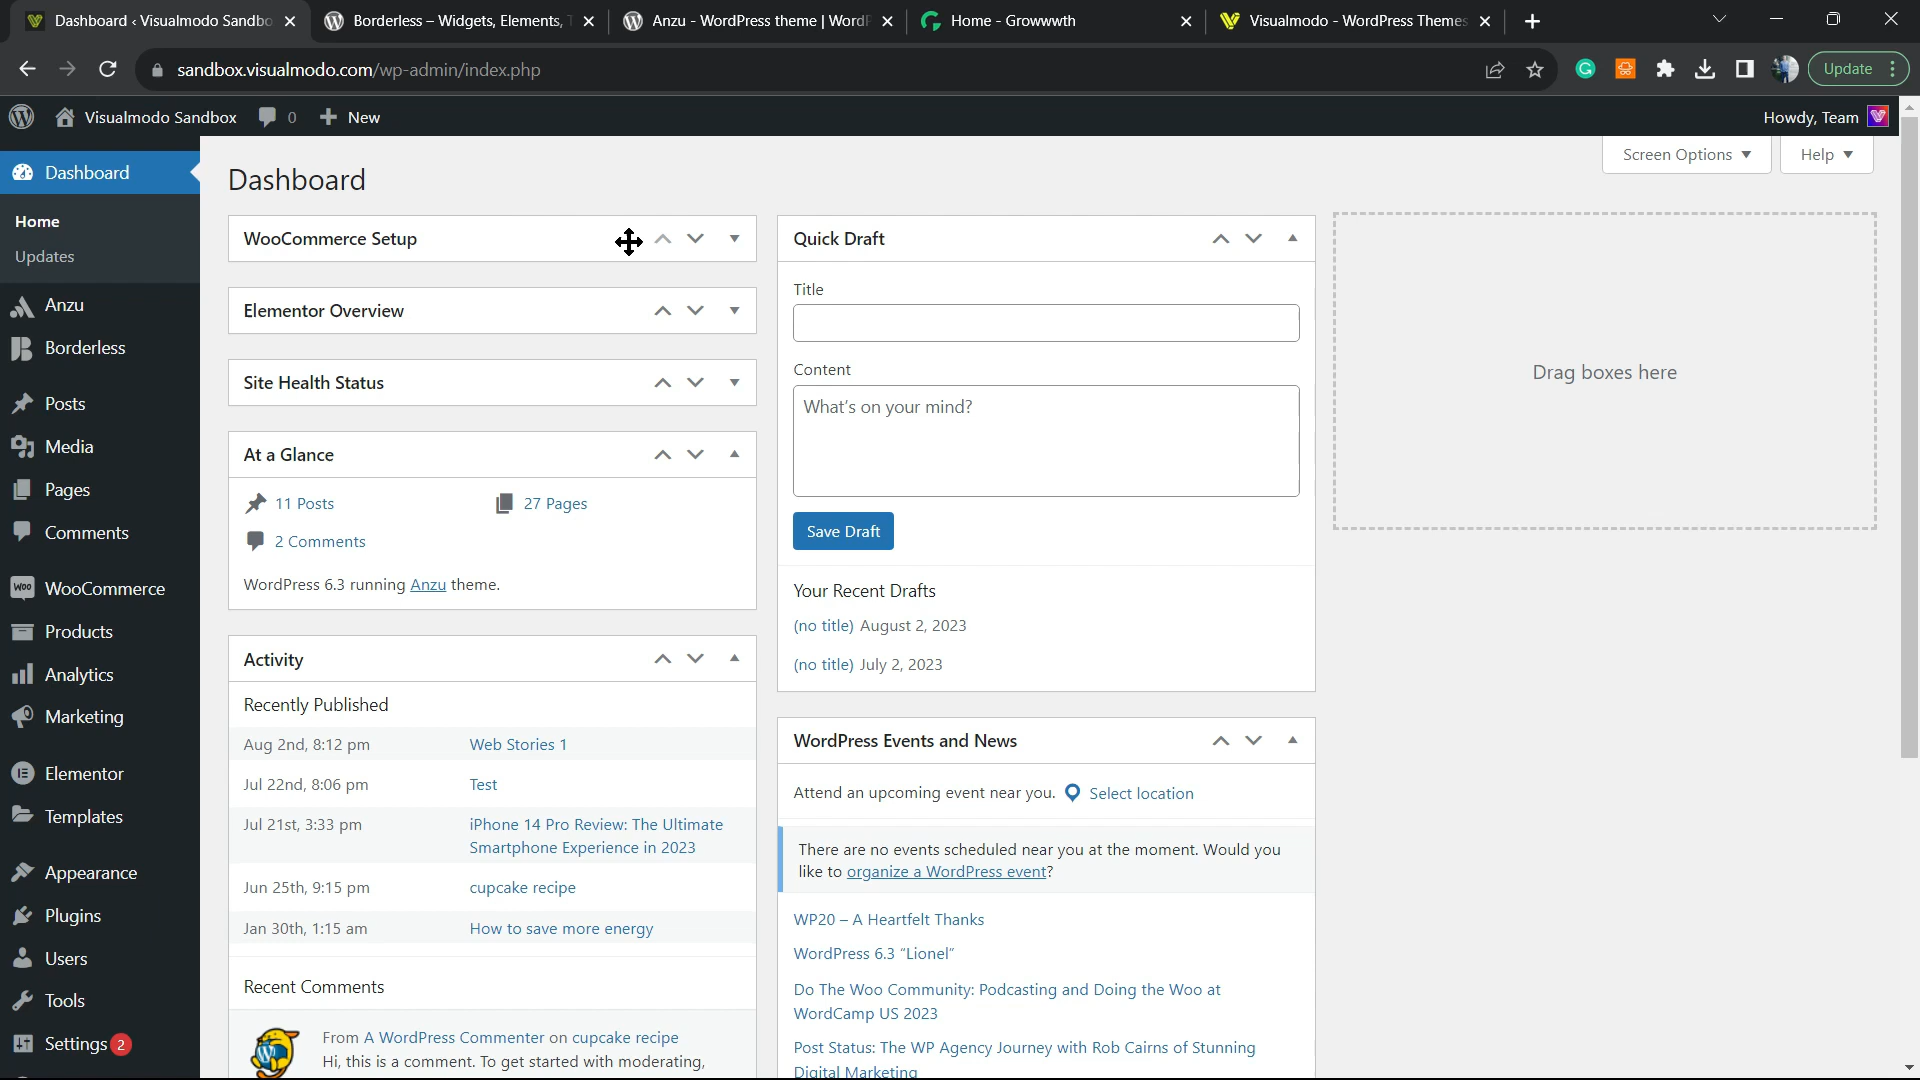 Dashboard ‹ Visualmodo Sandbo
Borderless – Widgets, Elements, T
Anzu - WordPress theme | WordP
Home - Growwwth
Visualmodo - WordPress Themes
sandbox.visualmodo.com/wp-admin/index.php
Update
Visualmodo Sandbox
0
New
Howdy, Team
Dashboard
Home
Updates
Anzu
Borderless
Posts
Media
Pages
Comments
WooCommerce
Products
Analytics
Marketing
Elementor
Templates
Appearance
Plugins
Users
Tools
Settings 2
Screen Options
Help
Dashboard
WooCommerce Setup
Elementor Overview
Site Health Status
At a Glance
11 Posts
27 Pages
2 Comments
WordPress 6.3 running Anzu theme.
Activity
Recently Published
Aug 2nd, 8:12 pm
Web Stories 1
Jul 22nd, 8:06 pm
Test
Jul 21st, 3:33 pm
iPhone 14 Pro Review: The Ultimate
Smartphone Experience in 2023
Jun 25th, 9:15 pm
cupcake recipe
Jan 30th, 1:15 am
How to save more energy
Recent Comments
From A WordPress Commenter on cupcake recipe
Hi, this is a comment. To get started with moderating,
Quick Draft
Title
Content
What's on your mind?
Save Draft
Your Recent Drafts
(no title) August 2, 2023
(no title) July 2, 2023
WordPress Events and News
Attend an upcoming event near you. Select location
There are no events scheduled near you at the moment. Would you
like to organize a WordPress event?
WP20 – A Heartfelt Thanks
WordPress 6.3 “Lionel”
Do The Woo Community: Podcasting and Doing the Woo at
WordCamp US 2023
Post Status: The WP Agency Journey with Rob Cairns of Stunning
Digital Marketing
Drag boxes here